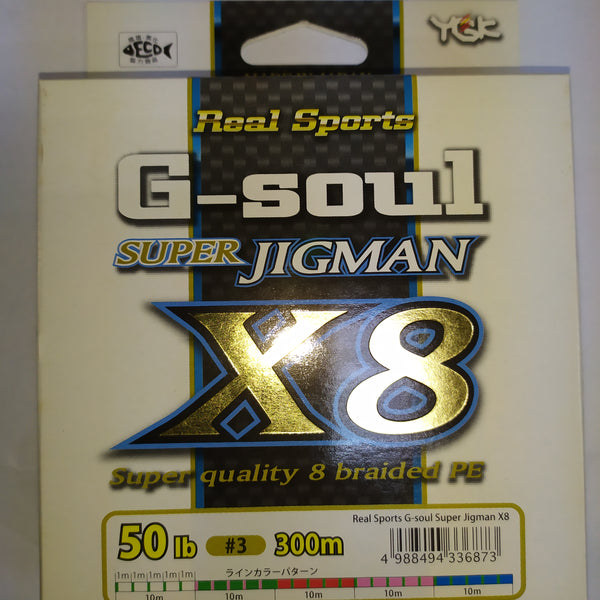 ECO
YGK
Real Sports
G-soul
SUPER JIGMAN
X8
Super quality 8 braided PE
Real Sports G-soul Super Jigman X8
50 lb #3 300m
4 988494 336873
ラインカラーパターン
1m 1m 1m 1m 1m
10m 10m 10m 10m 10m